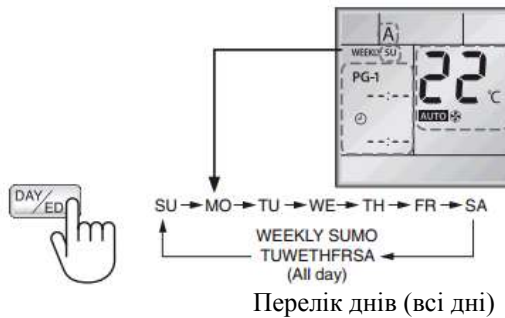 A
WEEKLY SU
PG-1
22 °C
--:--
AUTO
--:--
DAY/ED
SU → MO → TU → WE → TH → FR → SA
WEEKLY SUMO
TUWETHFRSA
(All day)
Перелік днів (всі дні)